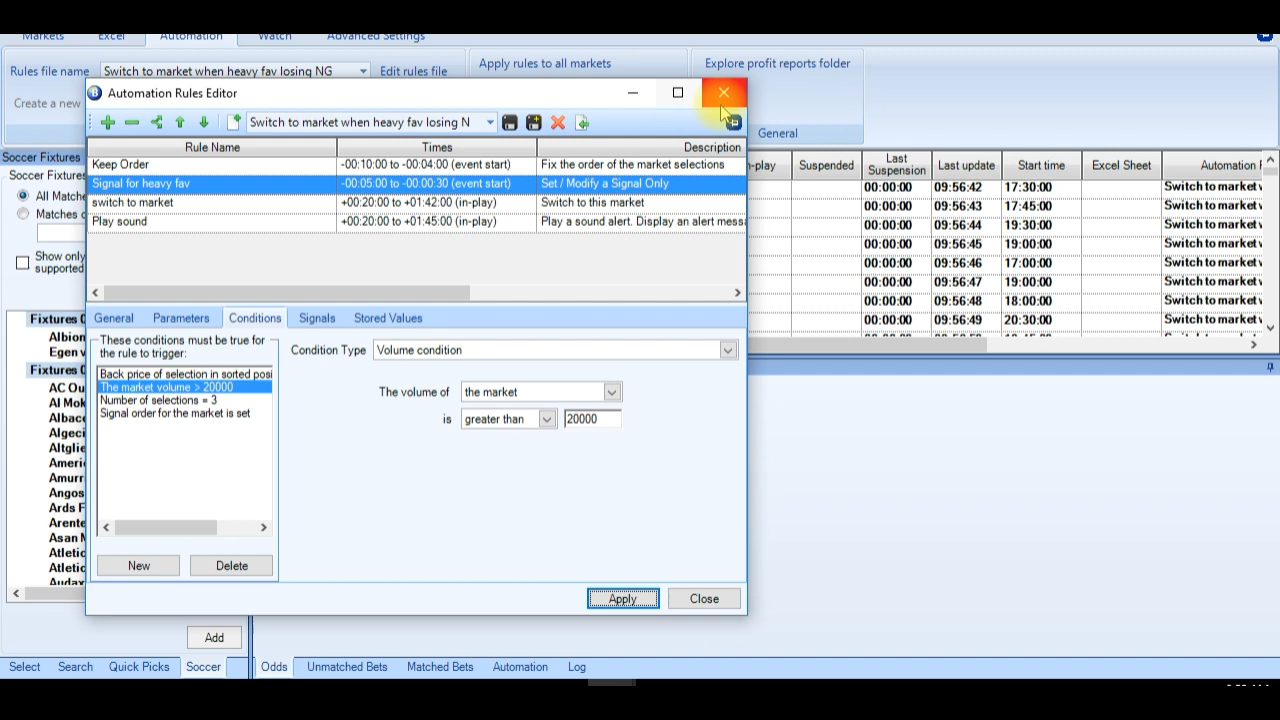 Markets Excel Automation Watch Advanced Settings
Rules file name Switch to market when heavy fav losing NG Edit rules file Apply rules to all markets Explore profit reports folder
Create a new
General
Automation Rules Editor
Switch to market when heavy fav losing N
Rule Name Times Description
Keep Order -00:10:00 to -00:04:00 (event start) Fix the order of the market selections
Signal for heavy fav -00:05:00 to -00:00:30 (event start) Set / Modify a Signal Only
switch to market +00:20:00 to +01:42:00 (in-play) Switch to this market
Play sound +00:20:00 to +01:45:00 (in-play) Play a sound alert. Display an alert mess
General Parameters Conditions Signals Stored Values
These conditions must be true for
the rule to trigger:
Back price of selection in sorted posi
The market volume > 20000
Number of selections = 3
Signal order for the market is set
New Delete
Condition Type Volume condition
The volume of the market
is greater than 20000
Apply Close
Soccer Fixtures
Soccer Fixtures
All Matche
Matches
Show only
supported
Fixtures
Albion
Egen
Fixtures
AC Ou
Al Mok
Albac
Algeci
Altglie
Ameri
Amurr
Angos
Ards F
Arente
Asan M
Atletic
Atletic
Audax
Add
Select Search Quick Picks Soccer
n-play Suspended Last Suspension Last update Start time Excel Sheet Automation
00:00:00 09:56:42 17:30:00 Switch to market
00:00:00 09:56:43 17:45:00 Switch to market
00:00:00 09:56:44 19:30:00 Switch to market
00:00:00 09:56:45 19:00:00 Switch to market
00:00:00 09:56:46 17:00:00 Switch to market
00:00:00 09:56:47 19:00:00 Switch to market
00:00:00 09:56:48 18:00:00 Switch to market
00:00:00 09:56:49 20:30:00 Switch to market
Odds Unmatched Bets Matched Bets Automation Log